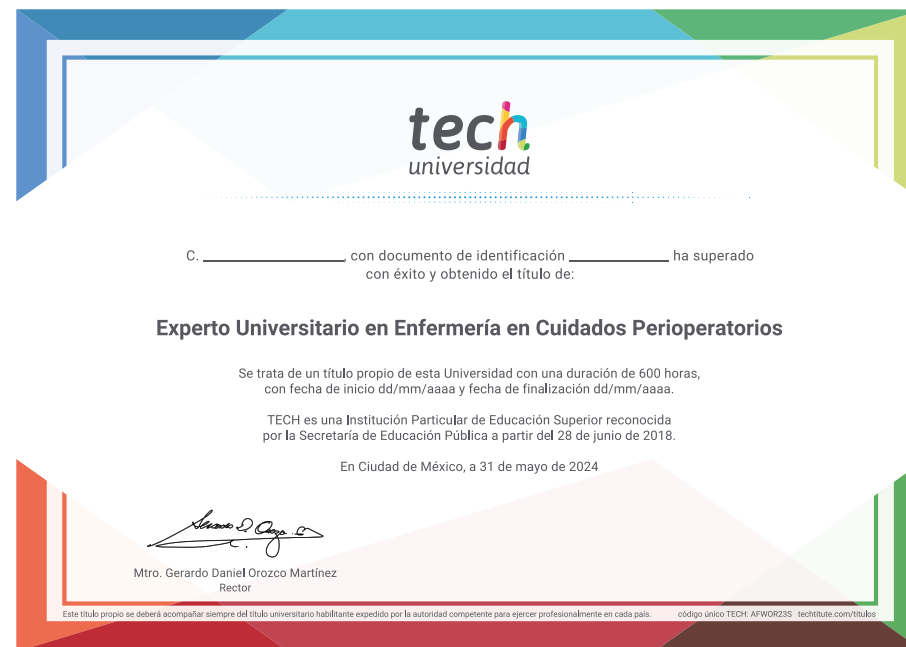 tech
universidad
C. ____________________, con documento de identificación ______________ ha superado
con éxito y obtenido el título de:
Experto Universitario en Enfermería en Cuidados Perioperatorios
Se trata de un título propio de esta Universidad con una duración de 600 horas,
con fecha de inicio dd/mm/aaaa y fecha de finalización dd/mm/aaaa.
TECH es una Institución Particular de Educación Superior reconocida
por la Secretaría de Educación Pública a partir del 28 de junio de 2018.
En Ciudad de México, a 31 de mayo de 2024
Mtro. Gerardo Daniel Orozco Martínez
Rector
Este título propio se deberá acompañar siempre del título universitario habilitante expedido por la autoridad competente para ejercer profesionalmente en cada país. código único TECH: AFWOR23S techtitute.com/titulos